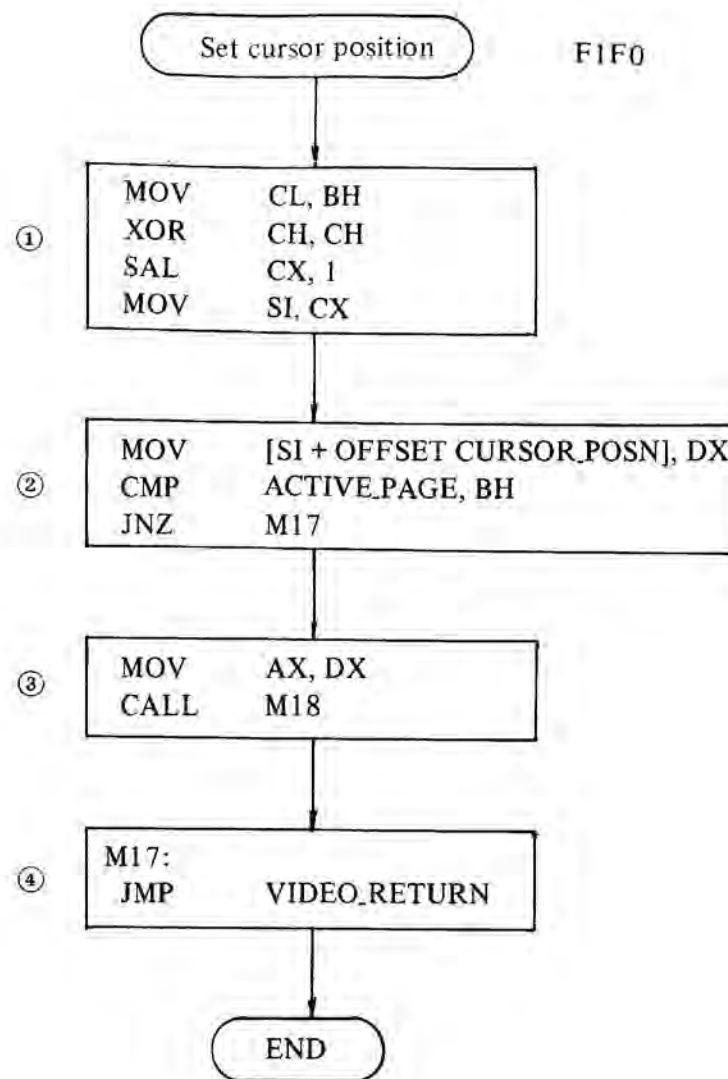 Set cursor position F1F0
①
MOV CL, BH
XOR CH, CH
SAL CX, 1
MOV SI, CX
②
MOV [SI + OFFSET CURSOR_POSN], DX
CMP ACTIVE_PAGE, BH
JNZ M17
③
MOV AX, DX
CALL M18
④
M17:
JMP VIDEO_RETURN
END